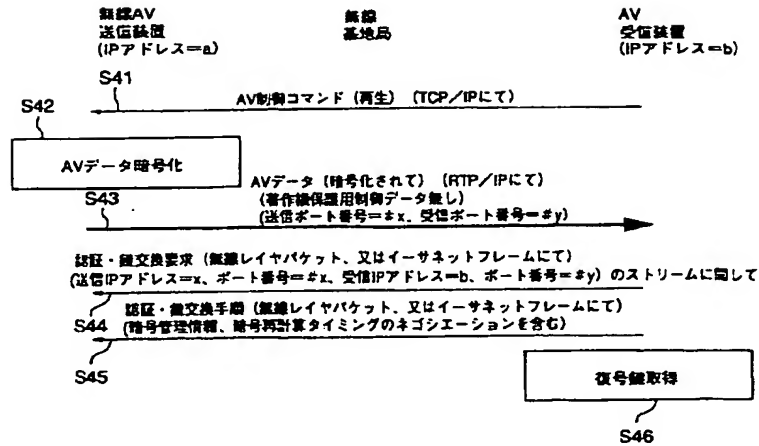 無線AV
送信装置
(IPアドレス=a)
無線
基地局
AV
受信装置
(IPアドレス=b)
S41
AV制御コマンド (再生) (TCP/IPにて)
S42
AVデータ暗号化
S43
AVデータ (暗号化されて) (RTP/IPにて)
(著作権保護用制御データ無し)
(送信ポート番号=#x、受信ポート番号=#y)
認証・鍵交換要求 (無線レイヤパケット、又はイーサネットフレームにて)
(送信IPアドレス=x、ポート番号=#x、受信IPアドレス=b、ポート番号=#y) のストリームに関して
S44
認証・鍵交換手順 (無線レイヤパケット、又はイーサネットフレームにて)
(暗号管理情報、暗号再計算タイミングのネゴシエーションを含む)
S45
復号鍵取得
S46